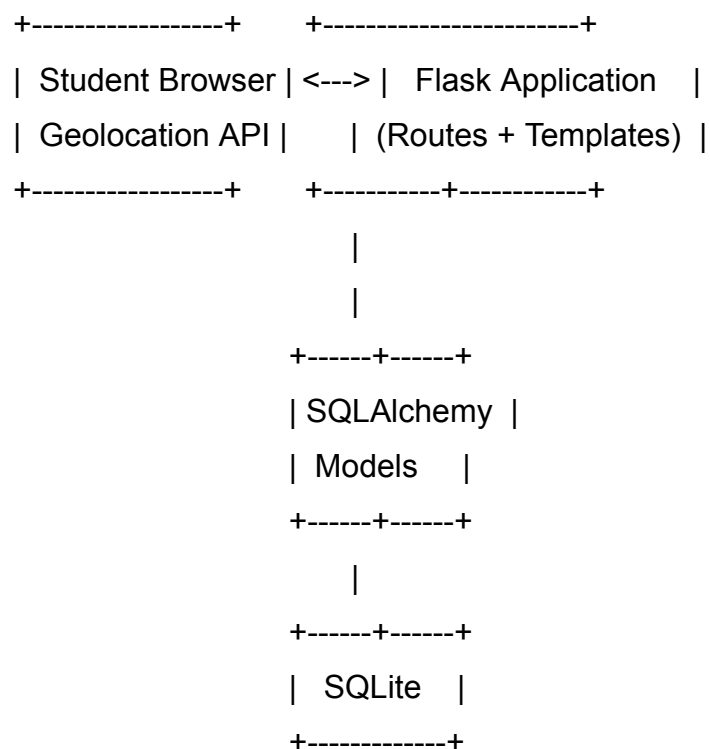 +------------------+ +------------------------+
| Student Browser | <---> | Flask Application |
| Geolocation API | | (Routes + Templates) |
+------------------+ +-----------+------------+
|
|
+------+------+
| SQLAlchemy |
| Models |
+------+------+
|
+------+------+
| SQLite |
+-------------+